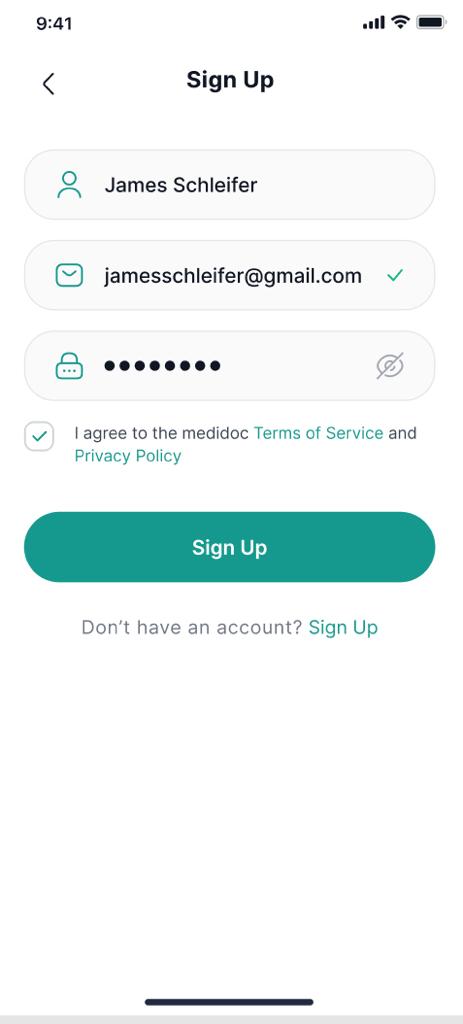 9:41
Sign Up
James Schleifer
jamesschleifer@gmail.com
●●●●●●●●
I agree to the medidoc Terms of Service and
Privacy Policy
Sign Up
Don’t have an account? Sign Up